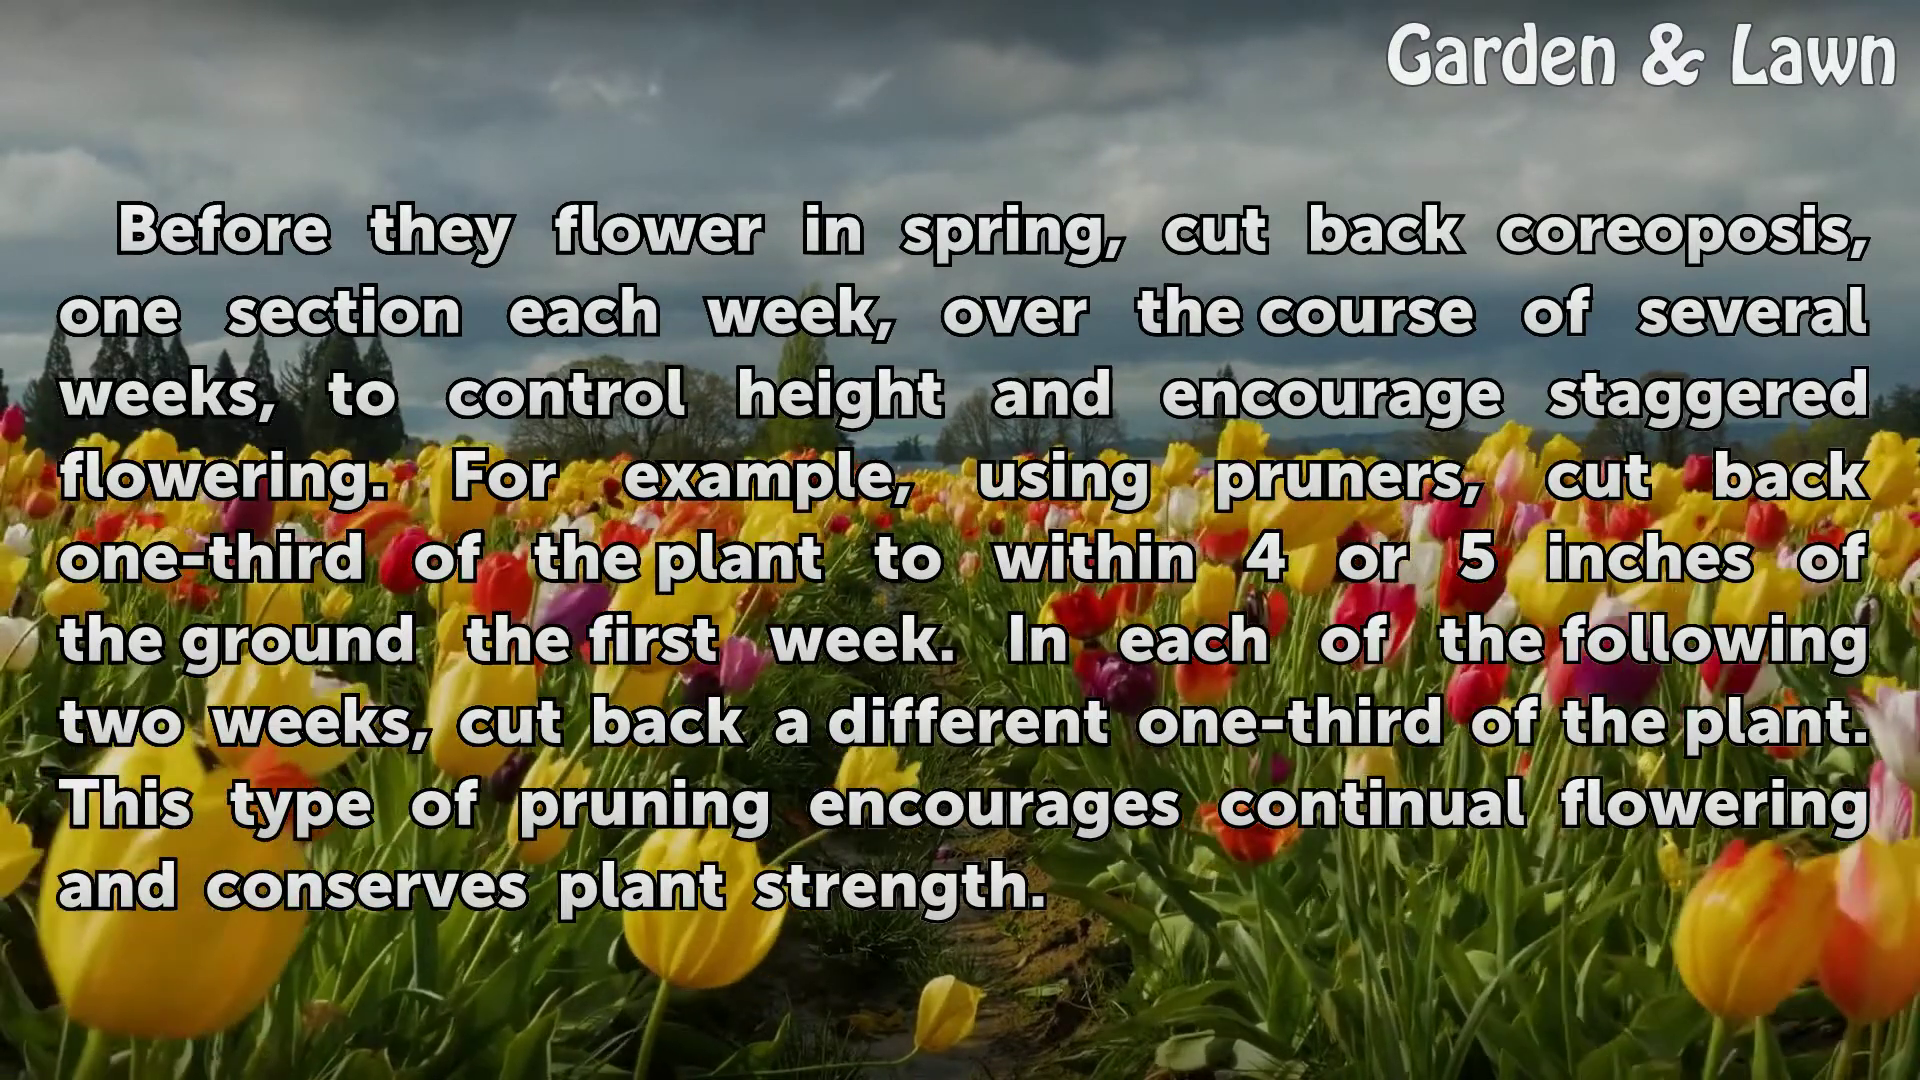 Garden & Lawn
Before they flower in spring, cut back coreoposis,
one section each week, over the course of several
weeks, to control height and encourage staggered
flowering. For example, using pruners, cut back
one-third of the plant to within 4 or 5 inches of
the ground the first week. In each of the following
two weeks, cut back a different one-third of the plant.
This type of pruning encourages continual flowering
and conserves plant strength.